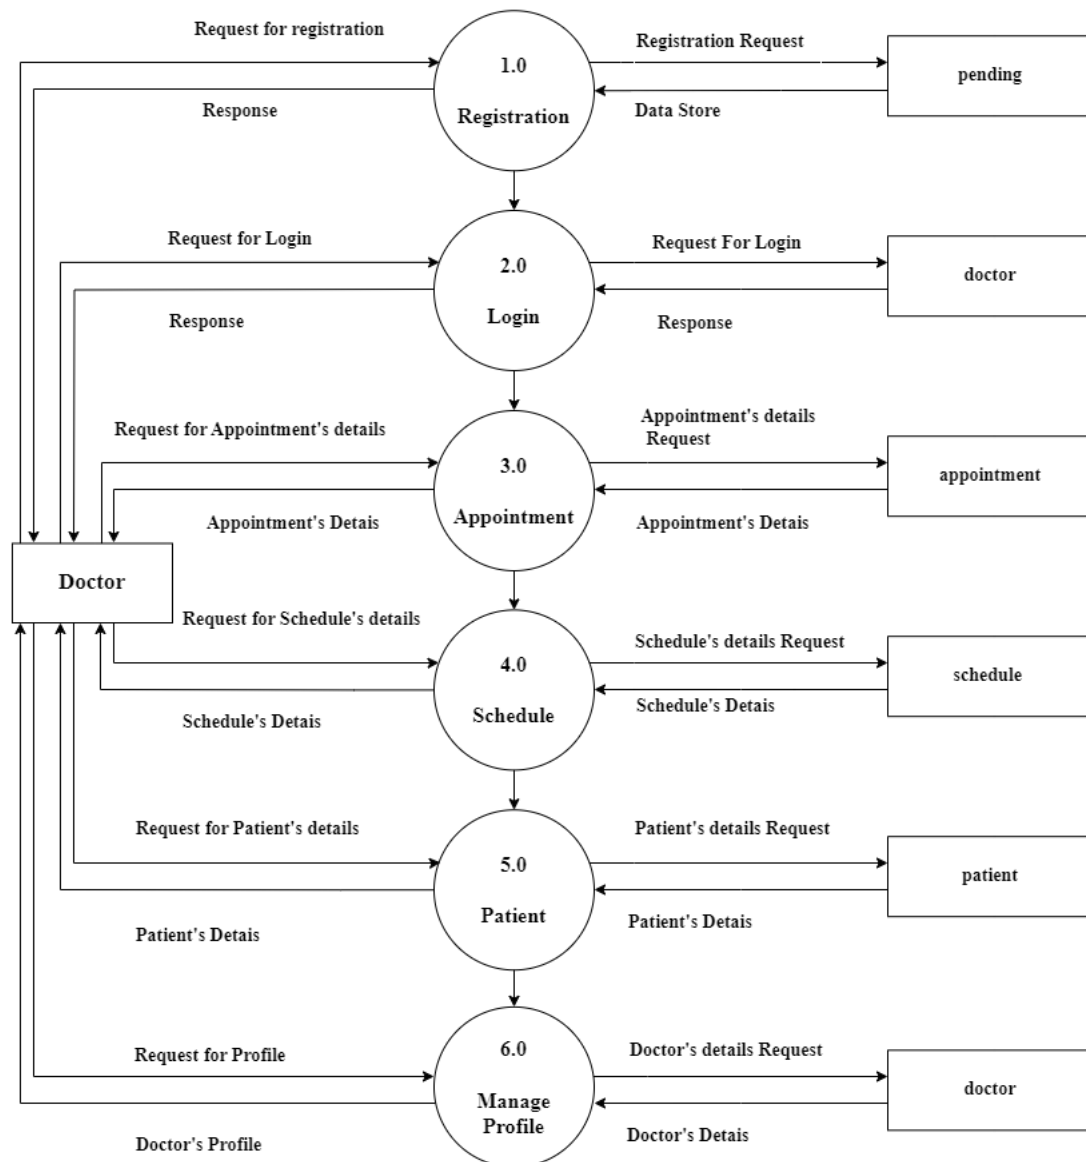 Request for registration
1.0
Registration
Registration Request
pending
Response
Data Store
Request for Login
2.0
Login
Request For Login
doctor
Response
Response
Request for Appointment's details
3.0
Appointment
Appointment's details
Request
appointment
Appointment's Detais
Appointment's Detais
Doctor
Request for Schedule's details
4.0
Schedule
Schedule's details Request
schedule
Schedule's Detais
Schedule's Detais
Request for Patient's details
5.0
Patient
Patient's details Request
patient
Patient's Detais
Patient's Detais
Request for Profile
6.0
Manage
Profile
Doctor's details Request
doctor
Doctor's Profile
Doctor's Detais